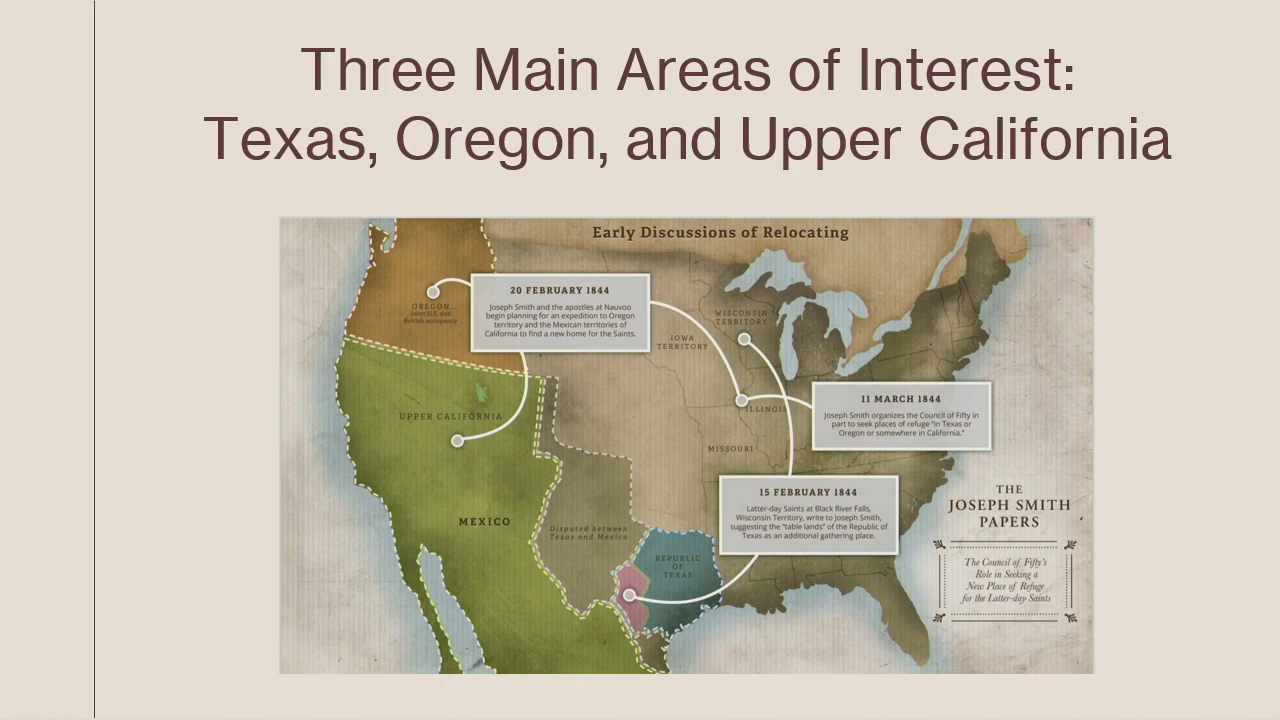 Three Main Areas of Interest:
Texas, Oregon, and Upper California
Early Discussions of Relocating
20 FEBRUARY 1844
Joseph Smith and the apostles at Nauvoo
begin planning for an expedition to Oregon
territory and the Mexican territories of
California to find a new home for the Saints.
OREGON
Joint U.S. and
British occupancy
WISCONSIN
TERRITORY
IOWA
TERRITORY
11 MARCH 1844
Joseph Smith organizes the Council of Fifty in
part to seek places of refuge “in Texas or
Oregon or somewhere in California.”
ILLINOIS
UPPER CALIFORNIA
MISSOURI
15 FEBRUARY 1844
Latter-day Saints at Black River Falls,
Wisconsin Territory, write to Joseph Smith,
suggesting the “table lands” of the Republic of
Texas as an additional gathering place.
MEXICO
Disputed between
Texas and Mexico
REPUBLIC
OF
TEXAS
THE
JOSEPH SMITH
PAPERS
The Council of Fifty’s
Role in Seeking a
New Place of Refuge
for the Latter-day Saints